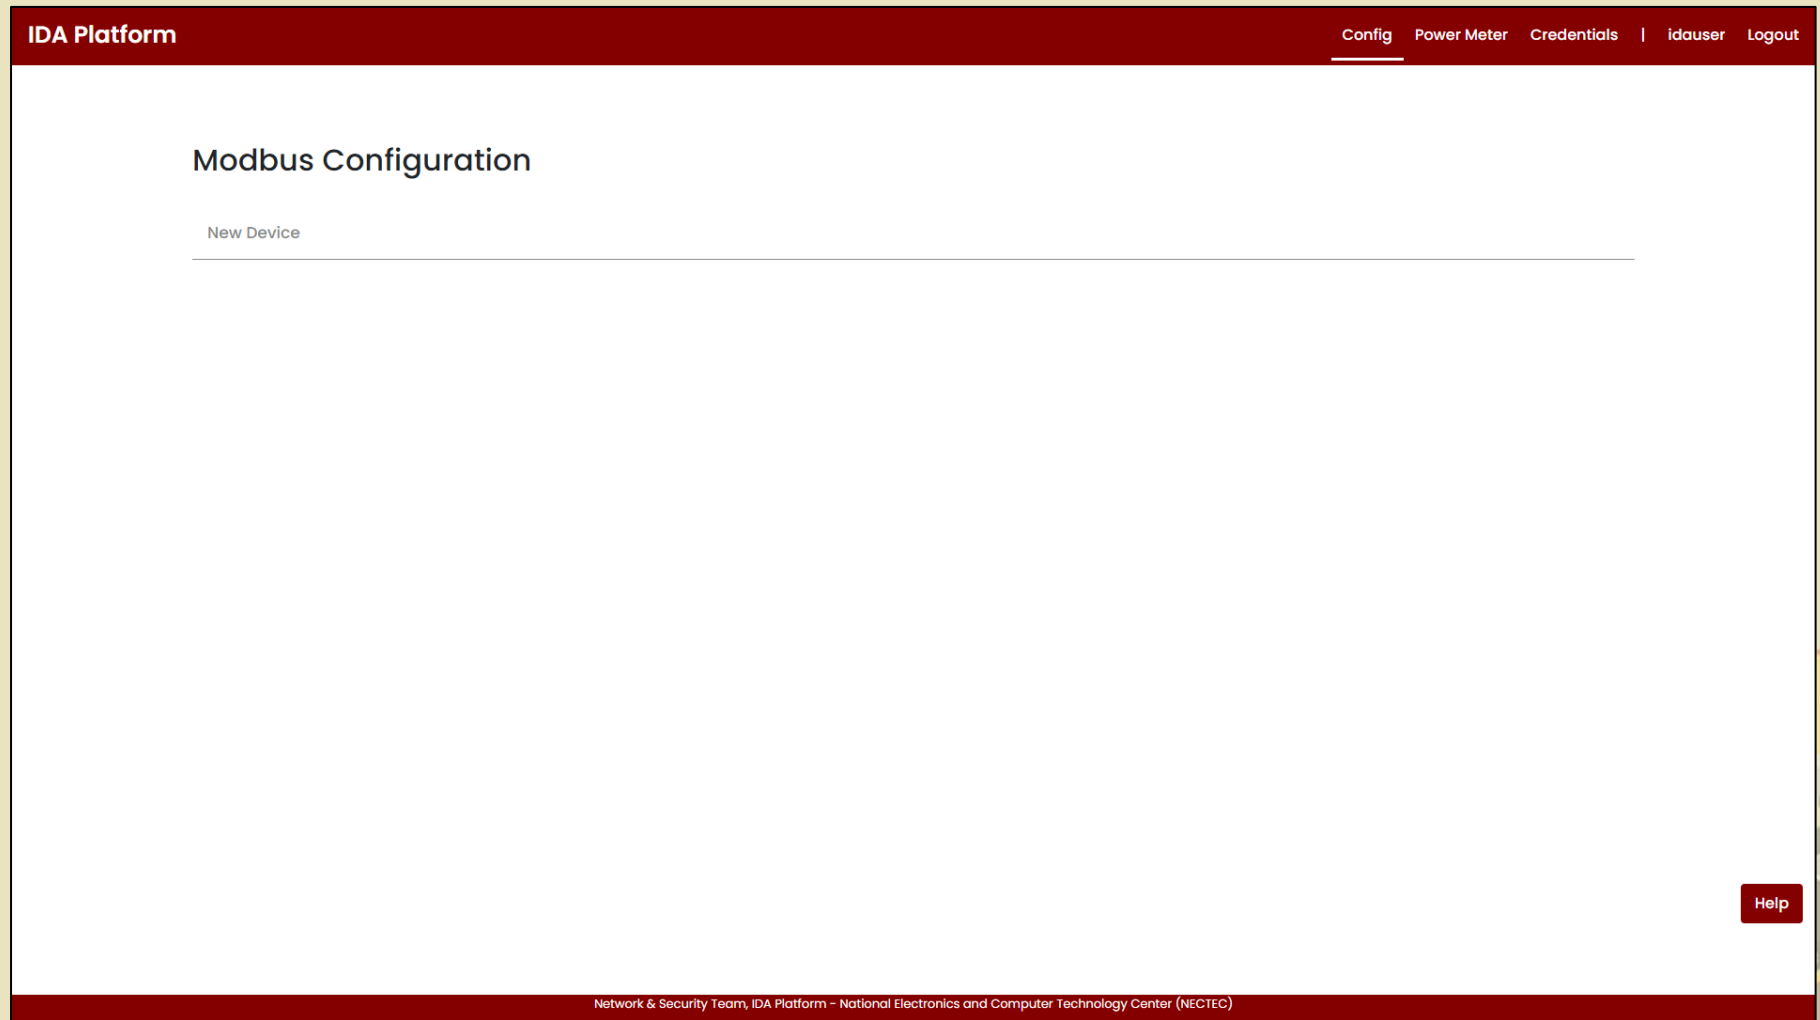 IDA Platform
Config Power Meter Credentials | idauser Logout
Modbus Configuration
New Device
Help
Network & Security Team, IDA Platform - National Electronics and Computer Technology Center (NECTEC)